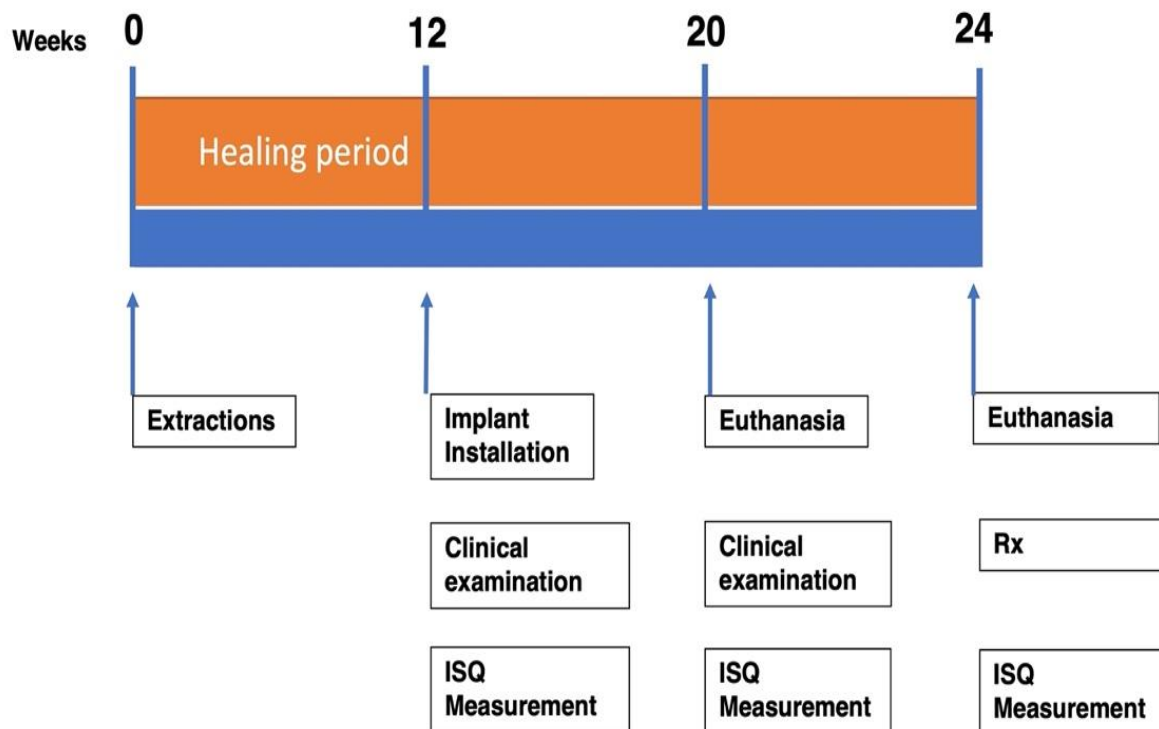 Weeks 0 12 20 24
Healing period
Extractions
Implant
Installation
Euthanasia
Euthanasia
Clinical
examination
Clinical
examination
Rx
ISQ
Measurement
ISQ
Measurement
ISQ
Measurement